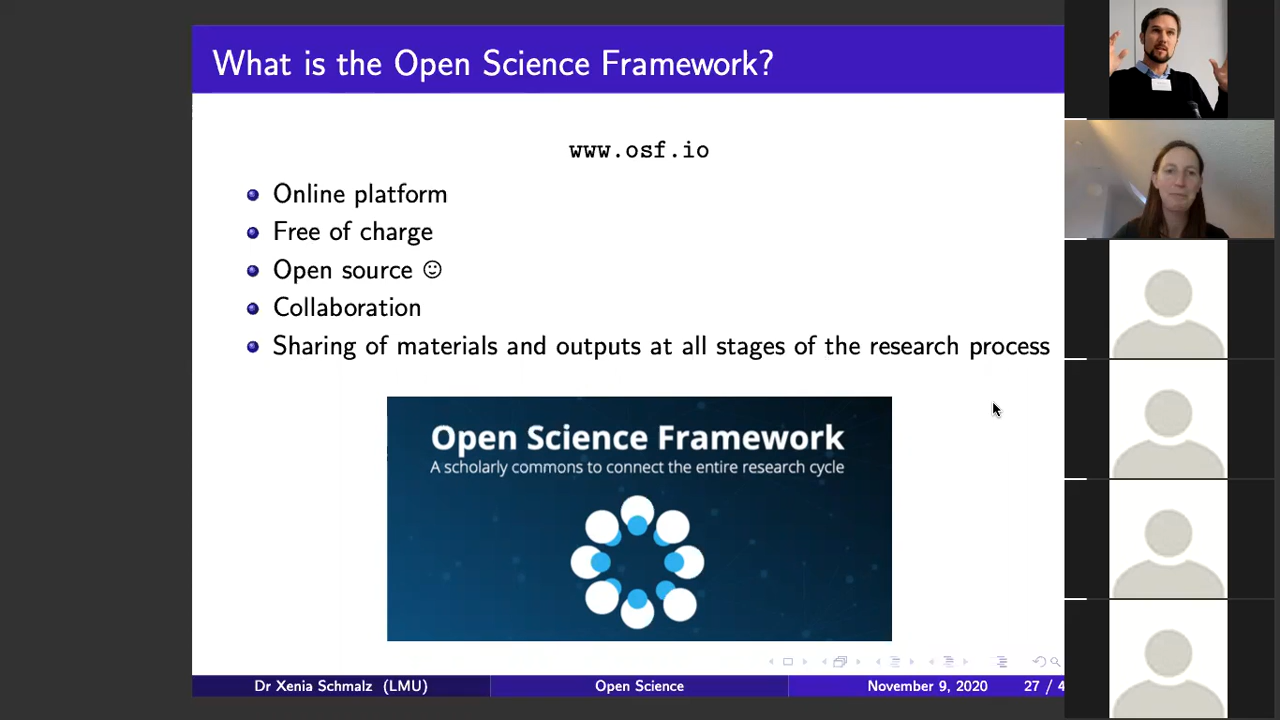 What is the Open Science Framework?
www.osf.io
Online platform
Free of charge
Open source ☺
Collaboration
Sharing of materials and outputs at all stages of the research process
Open Science Framework
A scholarly commons to connect the entire research cycle
Dr Xenia Schmalz (LMU) Open Science November 9, 2020 27 / 4